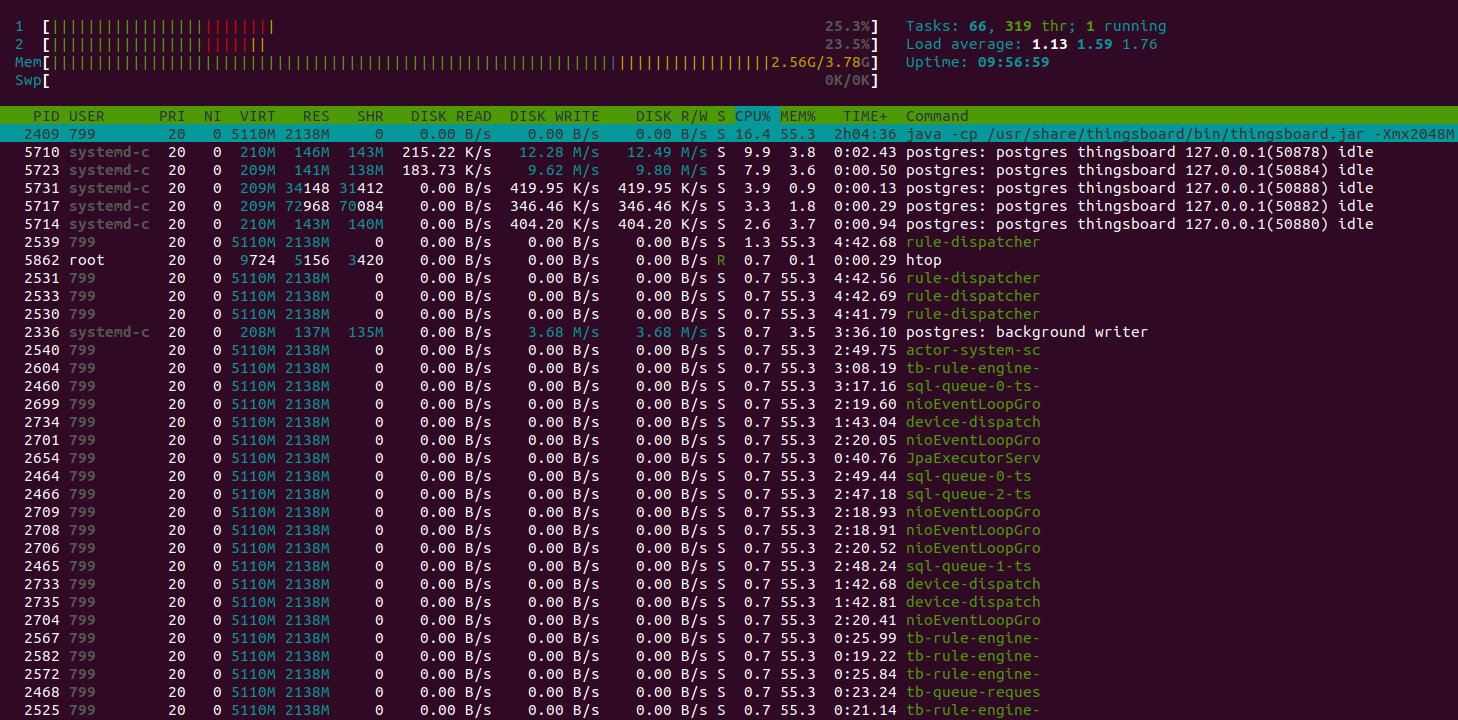 1 [|||||||||||||||||||||||||25.3%] Tasks: 66, 319 thr; 1 running
2 [||||||||||||||||||||||||23.5%] Load average: 1.13 1.59 1.76
Mem[||||||||||||||||||||||||||||||||||||||||||||||||||||||||||||||||||||||||||||||||2.56G/3.78G] Uptime: 09:56:59
Swp[0K/0K]
PID USER PRI NI VIRT RES SHR DISK READ DISK WRITE DISK R/W S CPU% MEM% TIME+ Command
2409 799 20 0 5110M 2138M 0 0.00 B/s 0.00 B/s 0.00 B/s S 16.4 55.3 2h04:36 java -cp /usr/share/thingsboard/bin/thingsboard.jar -Xmx2048M
5710 systemd-c 20 0 210M 146M 143M 215.22 K/s 12.28 M/s 12.49 M/s S 9.9 3.8 0:02.43 postgres: postgres thingsboard 127.0.0.1(50878) idle
5723 systemd-c 20 0 209M 141M 138M 183.73 K/s 9.62 M/s 9.80 M/s S 7.9 3.6 0:00.50 postgres: postgres thingsboard 127.0.0.1(50884) idle
5731 systemd-c 20 0 209M 34148 31412 0.00 B/s 419.95 K/s 419.95 K/s S 3.9 0.9 0:00.13 postgres: postgres thingsboard 127.0.0.1(50888) idle
5717 systemd-c 20 0 209M 72968 70084 0.00 B/s 346.46 K/s 346.46 K/s S 3.3 1.8 0:00.29 postgres: postgres thingsboard 127.0.0.1(50882) idle
5714 systemd-c 20 0 210M 143M 140M 0.00 B/s 404.20 K/s 404.20 K/s S 2.6 3.7 0:00.94 postgres: postgres thingsboard 127.0.0.1(50880) idle
2539 799 20 0 5110M 2138M 0 0.00 B/s 0.00 B/s 0.00 B/s S 1.3 55.3 4:42.68 rule-dispatcher
5862 root 20 0 9724 5156 3420 0.00 B/s 0.00 B/s 0.00 B/s R 0.7 0.1 0:00.29 htop
2531 799 20 0 5110M 2138M 0 0.00 B/s 0.00 B/s 0.00 B/s S 0.7 55.3 4:42.56 rule-dispatcher
2533 799 20 0 5110M 2138M 0 0.00 B/s 0.00 B/s 0.00 B/s S 0.7 55.3 4:42.69 rule-dispatcher
2530 799 20 0 5110M 2138M 0 0.00 B/s 0.00 B/s 0.00 B/s S 0.7 55.3 4:41.79 rule-dispatcher
2336 systemd-c 20 0 208M 137M 135M 0.00 B/s 3.68 M/s 3.68 M/s S 0.7 3.5 3:36.10 postgres: background writer
2540 799 20 0 5110M 2138M 0 0.00 B/s 0.00 B/s 0.00 B/s S 0.7 55.3 2:49.75 actor-system-sc
2604 799 20 0 5110M 2138M 0 0.00 B/s 0.00 B/s 0.00 B/s S 0.7 55.3 3:08.19 tb-rule-engine-
2460 799 20 0 5110M 2138M 0 0.00 B/s 0.00 B/s 0.00 B/s S 0.7 55.3 3:17.16 sql-queue-0-ts-
2699 799 20 0 5110M 2138M 0 0.00 B/s 0.00 B/s 0.00 B/s S 0.7 55.3 2:19.60 nioEventLoopGro
2734 799 20 0 5110M 2138M 0 0.00 B/s 0.00 B/s 0.00 B/s S 0.7 55.3 1:43.04 device-dispatch
2701 799 20 0 5110M 2138M 0 0.00 B/s 0.00 B/s 0.00 B/s S 0.7 55.3 2:20.05 nioEventLoopGro
2654 799 20 0 5110M 2138M 0 0.00 B/s 0.00 B/s 0.00 B/s S 0.7 55.3 0:40.76 JpaExecutorServ
2464 799 20 0 5110M 2138M 0 0.00 B/s 0.00 B/s 0.00 B/s S 0.7 55.3 2:49.44 sql-queue-0-ts
2466 799 20 0 5110M 2138M 0 0.00 B/s 0.00 B/s 0.00 B/s S 0.7 55.3 2:47.18 sql-queue-2-ts
2709 799 20 0 5110M 2138M 0 0.00 B/s 0.00 B/s 0.00 B/s S 0.7 55.3 2:18.93 nioEventLoopGro
2708 799 20 0 5110M 2138M 0 0.00 B/s 0.00 B/s 0.00 B/s S 0.7 55.3 2:18.91 nioEventLoopGro
2706 799 20 0 5110M 2138M 0 0.00 B/s 0.00 B/s 0.00 B/s S 0.7 55.3 2:20.52 nioEventLoopGro
2465 799 20 0 5110M 2138M 0 0.00 B/s 0.00 B/s 0.00 B/s S 0.7 55.3 2:48.24 sql-queue-1-ts
2733 799 20 0 5110M 2138M 0 0.00 B/s 0.00 B/s 0.00 B/s S 0.7 55.3 1:42.68 device-dispatch
2735 799 20 0 5110M 2138M 0 0.00 B/s 0.00 B/s 0.00 B/s S 0.7 55.3 1:42.81 device-dispatch
2704 799 20 0 5110M 2138M 0 0.00 B/s 0.00 B/s 0.00 B/s S 0.7 55.3 2:20.41 nioEventLoopGro
2567 799 20 0 5110M 2138M 0 0.00 B/s 0.00 B/s 0.00 B/s S 0.7 55.3 0:25.99 tb-rule-engine-
2582 799 20 0 5110M 2138M 0 0.00 B/s 0.00 B/s 0.00 B/s S 0.7 55.3 0:19.22 tb-rule-engine-
2572 799 20 0 5110M 2138M 0 0.00 B/s 0.00 B/s 0.00 B/s S 0.7 55.3 0:25.84 tb-rule-engine-
2468 799 20 0 5110M 2138M 0 0.00 B/s 0.00 B/s 0.00 B/s S 0.7 55.3 0:23.24 tb-queue-reques
2525 799 20 0 5110M 2138M 0 0.00 B/s 0.00 B/s 0.00 B/s S 0.7 55.3 0:21.14 tb-rule-engine-